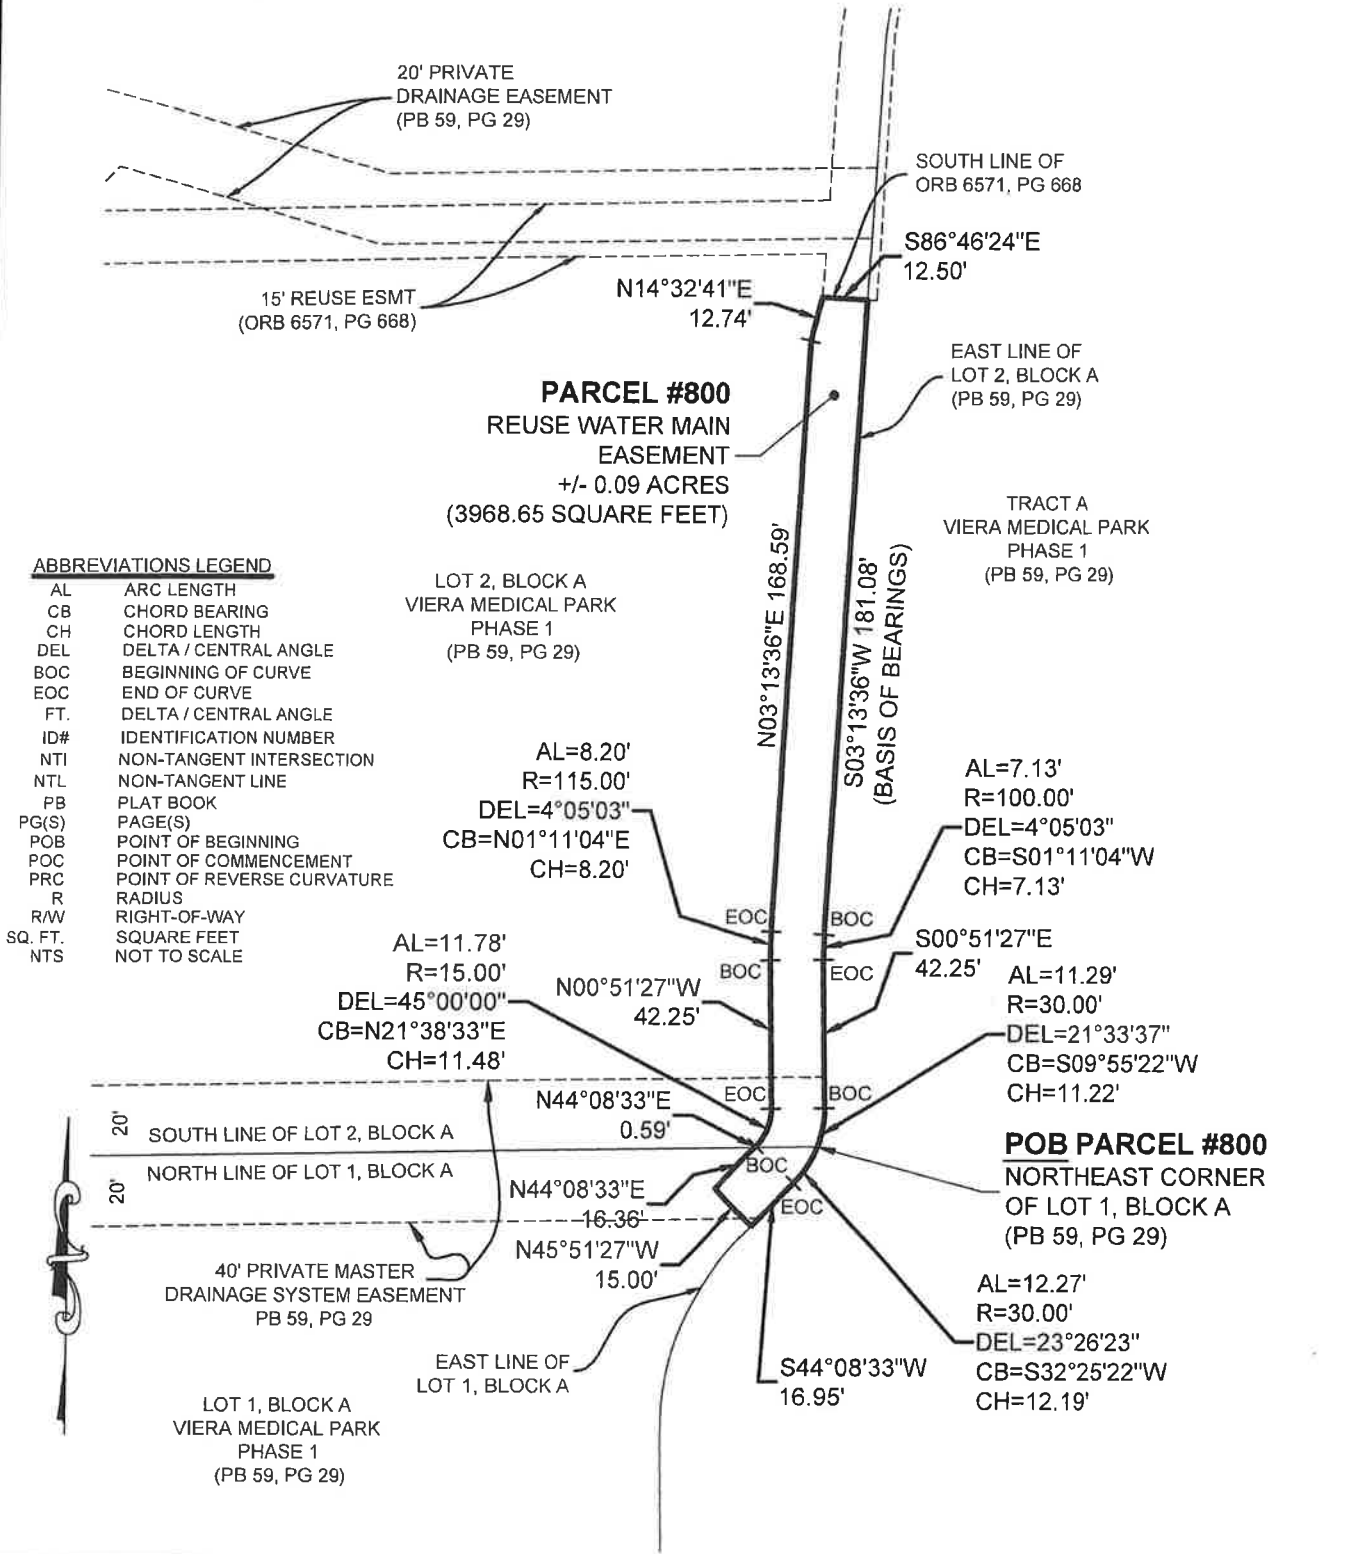 20' PRIVATE
DRAINAGE EASEMENT
(PB 59, PG 29)
SOUTH LINE OF
ORB 6571, PG 668
S86°46'24"E
12.50'
N14°32'41"E
12.74'
15' REUSE ESMT
(ORB 6571, PG 668)
EAST LINE OF
LOT 2, BLOCK A
(PB 59, PG 29)
PARCEL #800
REUSE WATER MAIN
EASEMENT
+/- 0.09 ACRES
(3968.65 SQUARE FEET)
TRACT A
VIERA MEDICAL PARK
PHASE 1
(PB 59, PG 29)
N03°13'36"E 168.59'
S03°13'36"W 181.08'
(BASIS OF BEARINGS)
LOT 2, BLOCK A
VIERA MEDICAL PARK
PHASE 1
(PB 59, PG 29)
ABBREVIATIONS LEGEND
AL ARC LENGTH
CB CHORD BEARING
CH CHORD LENGTH
DEL DELTA / CENTRAL ANGLE
BOC BEGINNING OF CURVE
EOC END OF CURVE
FT. DELTA / CENTRAL ANGLE
ID# IDENTIFICATION NUMBER
NTI NON-TANGENT INTERSECTION
NTL NON-TANGENT LINE
PB PLAT BOOK
PG(S) PAGE(S)
POB POINT OF BEGINNING
POC POINT OF COMMENCEMENT
PRC POINT OF REVERSE CURVATURE
R RADIUS
R/W RIGHT-OF-WAY
SQ. FT. SQUARE FEET
NTS NOT TO SCALE
AL=8.20'
R=115.00'
DEL=4°05'03"
CB=N01°11'04"E
CH=8.20'
AL=7.13'
R=100.00'
DEL=4°05'03"
CB=S01°11'04"W
CH=7.13'
EOC
BOC
BOC
EOC
S00°51'27"E
42.25'
AL=11.78'
R=15.00'
DEL=45°00'00"
CB=N21°38'33"E
CH=11.48'
N00°51'27"W
42.25'
AL=11.29'
R=30.00'
DEL=21°33'37"
CB=S09°55'22"W
CH=11.22'
EOC
BOC
N44°08'33"E
0.59'
20'
SOUTH LINE OF LOT 2, BLOCK A
NORTH LINE OF LOT 1, BLOCK A
20'
BOC
EOC
POB PARCEL #800
NORTHEAST CORNER
OF LOT 1, BLOCK A
(PB 59, PG 29)
N44°08'33"E
16.36'
N45°51'27"W
15.00'
40' PRIVATE MASTER
DRAINAGE SYSTEM EASEMENT
PB 59, PG 29
AL=12.27'
R=30.00'
DEL=23°26'23"
CB=S32°25'22"W
CH=12.19'
EAST LINE OF
LOT 1, BLOCK A
S44°08'33"W
16.95'
LOT 1, BLOCK A
VIERA MEDICAL PARK
PHASE 1
(PB 59, PG 29)